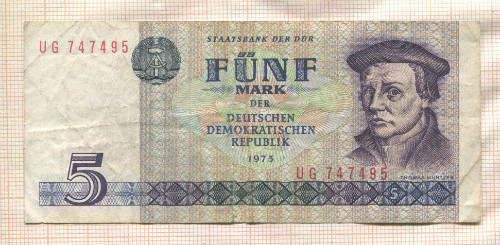 STAATSBANK DER DDR
UG 747495
FÜNF
MARK
DER
DEUTSCHEN
DEMOKRATISCHEN
REPUBLIK
1975
UG 747495
THOMAS MÜNTZER
5
5